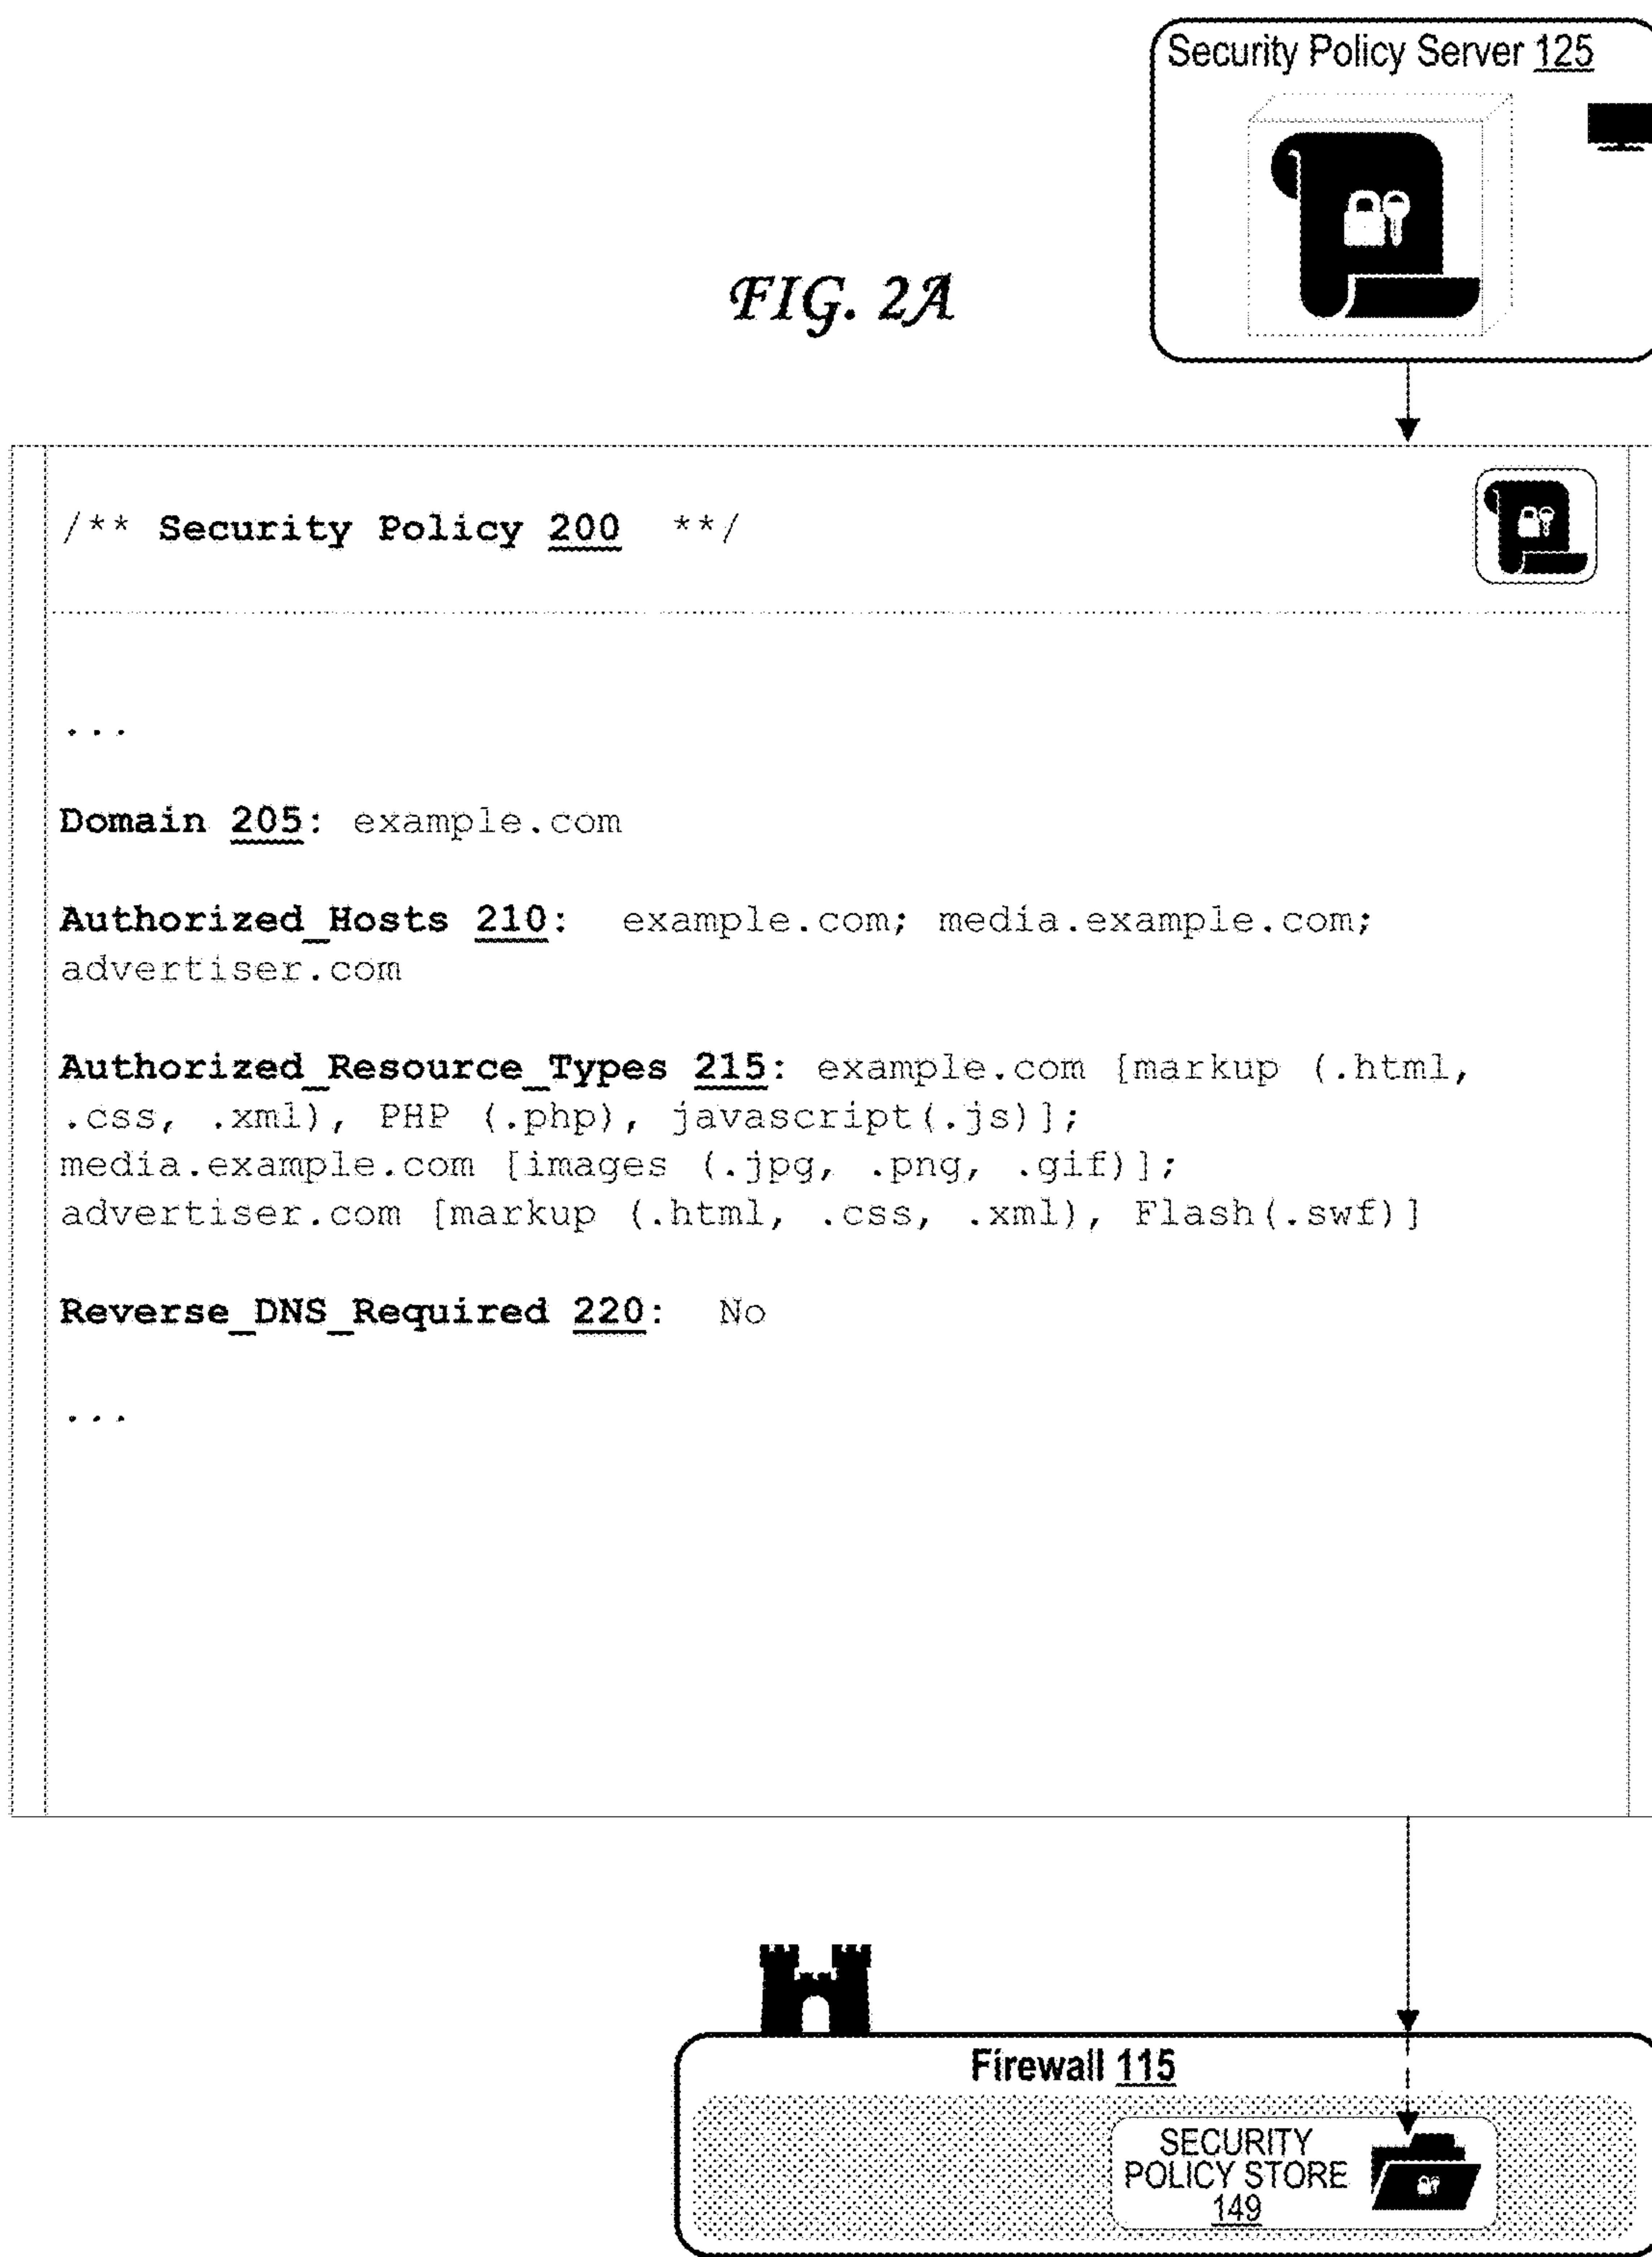 Security Policy Server 125
FIG. 2A
/** Security Policy 200  **/
...
Domain 205: example.com
Authorized_Hosts 210:  example.com; media.example.com;
advertiser.com
Authorized_Resource_Types 215: example.com [markup (.html,
.css, .xml), PHP (.php), javascript(.js)];
media.example.com [images (.jpg, .png, .gif)];
advertiser.com [markup (.html, .css, .xml), Flash(.swf)]
Reverse_DNS_Required 220:  No
...
Firewall 115
SECURITY
POLICY STORE
149